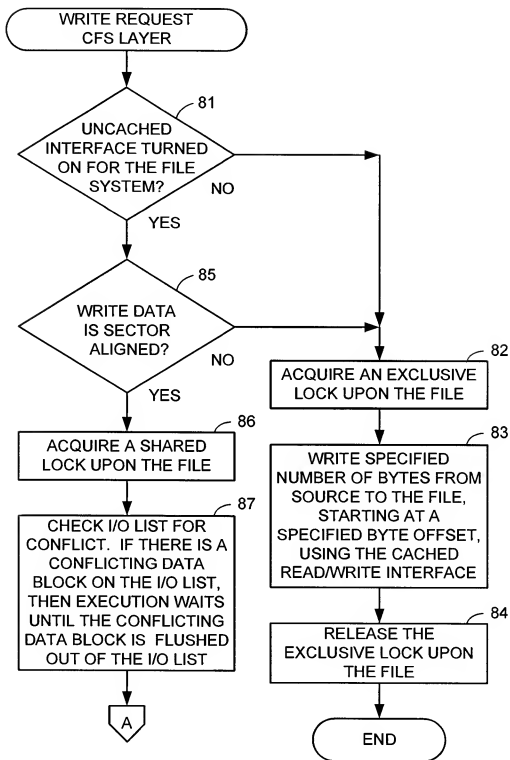 WRITE REQUEST
CFS LAYER
81
UNCACHED
INTERFACE TURNED
ON FOR THE FILE
SYSTEM?
NO
YES
85
WRITE DATA
IS SECTOR
ALIGNED?
NO
YES
86
ACQUIRE A SHARED
LOCK UPON THE FILE
87
CHECK I/O LIST FOR
CONFLICT.  IF THERE IS A
CONFLICTING DATA
BLOCK ON THE I/O LIST,
THEN EXECUTION WAITS
UNTIL THE CONFLICTING
DATA BLOCK IS FLUSHED
OUT OF THE I/O LIST
A
82
ACQUIRE AN EXCLUSIVE
LOCK UPON THE FILE
83
WRITE SPECIFIED
NUMBER OF BYTES FROM
SOURCE TO THE FILE,
STARTING AT A
SPECIFIED BYTE OFFSET,
USING THE CACHED
READ/WRITE INTERFACE
84
RELEASE THE
EXCLUSIVE LOCK UPON
THE FILE
END